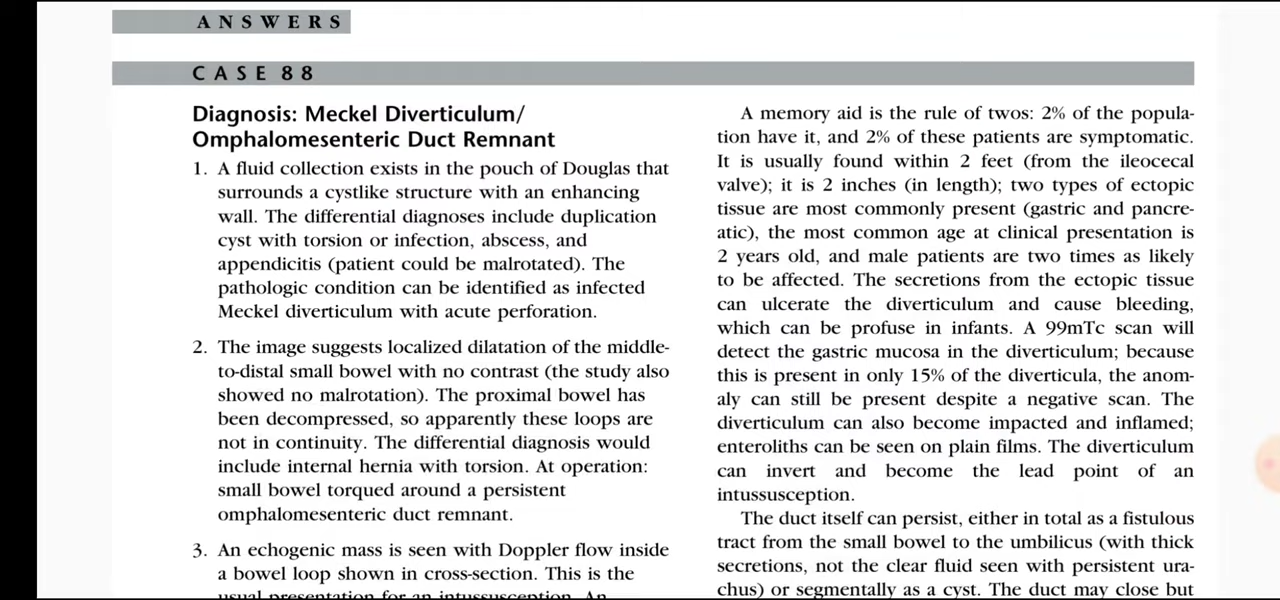 ANSWERS
CASE 88
Diagnosis: Meckel Diverticulum/
Omphalomesenteric Duct Remnant
1. A fluid collection exists in the pouch of Douglas that
surrounds a cystlike structure with an enhancing
wall. The differential diagnoses include duplication
cyst with torsion or infection, abscess, and
appendicitis (patient could be malrotated). The
pathologic condition can be identified as infected
Meckel diverticulum with acute perforation.
2. The image suggests localized dilatation of the middle-
to-distal small bowel with no contrast (the study also
showed no malrotation). The proximal bowel has
been decompressed, so apparently these loops are
not in continuity. The differential diagnosis would
include internal hernia with torsion. At operation:
small bowel torqued around a persistent
omphalomesenteric duct remnant.
3. An echogenic mass is seen with Doppler flow inside
a bowel loop shown in cross-section. This is the
usual presentation for an intussusception. An
A memory aid is the rule of twos: 2% of the popula-
tion have it, and 2% of these patients are symptomatic.
It is usually found within 2 feet (from the ileocecal
valve); it is 2 inches (in length); two types of ectopic
tissue are most commonly present (gastric and pancre-
atic), the most common age at clinical presentation is
2 years old, and male patients are two times as likely
to be affected. The secretions from the ectopic tissue
can ulcerate the diverticulum and cause bleeding,
which can be profuse in infants. A 99mTc scan will
detect the gastric mucosa in the diverticulum; because
this is present in only 15% of the diverticula, the anom-
aly can still be present despite a negative scan. The
diverticulum can also become impacted and inflamed;
enteroliths can be seen on plain films. The diverticulum
can invert and become the lead point of an
intussusception.
The duct itself can persist, either in total as a fistulous
tract from the small bowel to the umbilicus (with thick
secretions, not the clear fluid seen with persistent ura-
chus) or segmentally as a cyst. The duct may close but